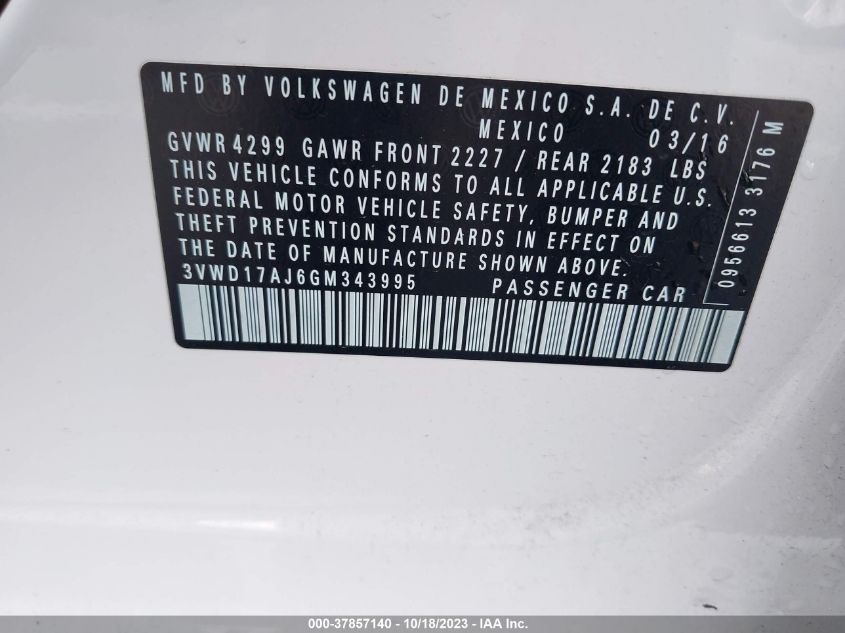 MFD BY VOLKSWAGEN DE MEXICO S.A. DE C.V.
MEXICO 03/16
GVWR 4299 GAWR FRONT 2227 / REAR 2183 LBS
THIS VEHICLE CONFORMS TO ALL APPLICABLE U.S.
FEDERAL MOTOR VEHICLE SAFETY, BUMPER AND
THEFT PREVENTION STANDARDS IN EFFECT ON
THE DATE OF MANUFACTURE SHOWN ABOVE.
3VWD17AJ6GM343995 PASSENGER CAR
0956613 3176 M
000-37857140 - 10/18/2023 - IAA Inc.